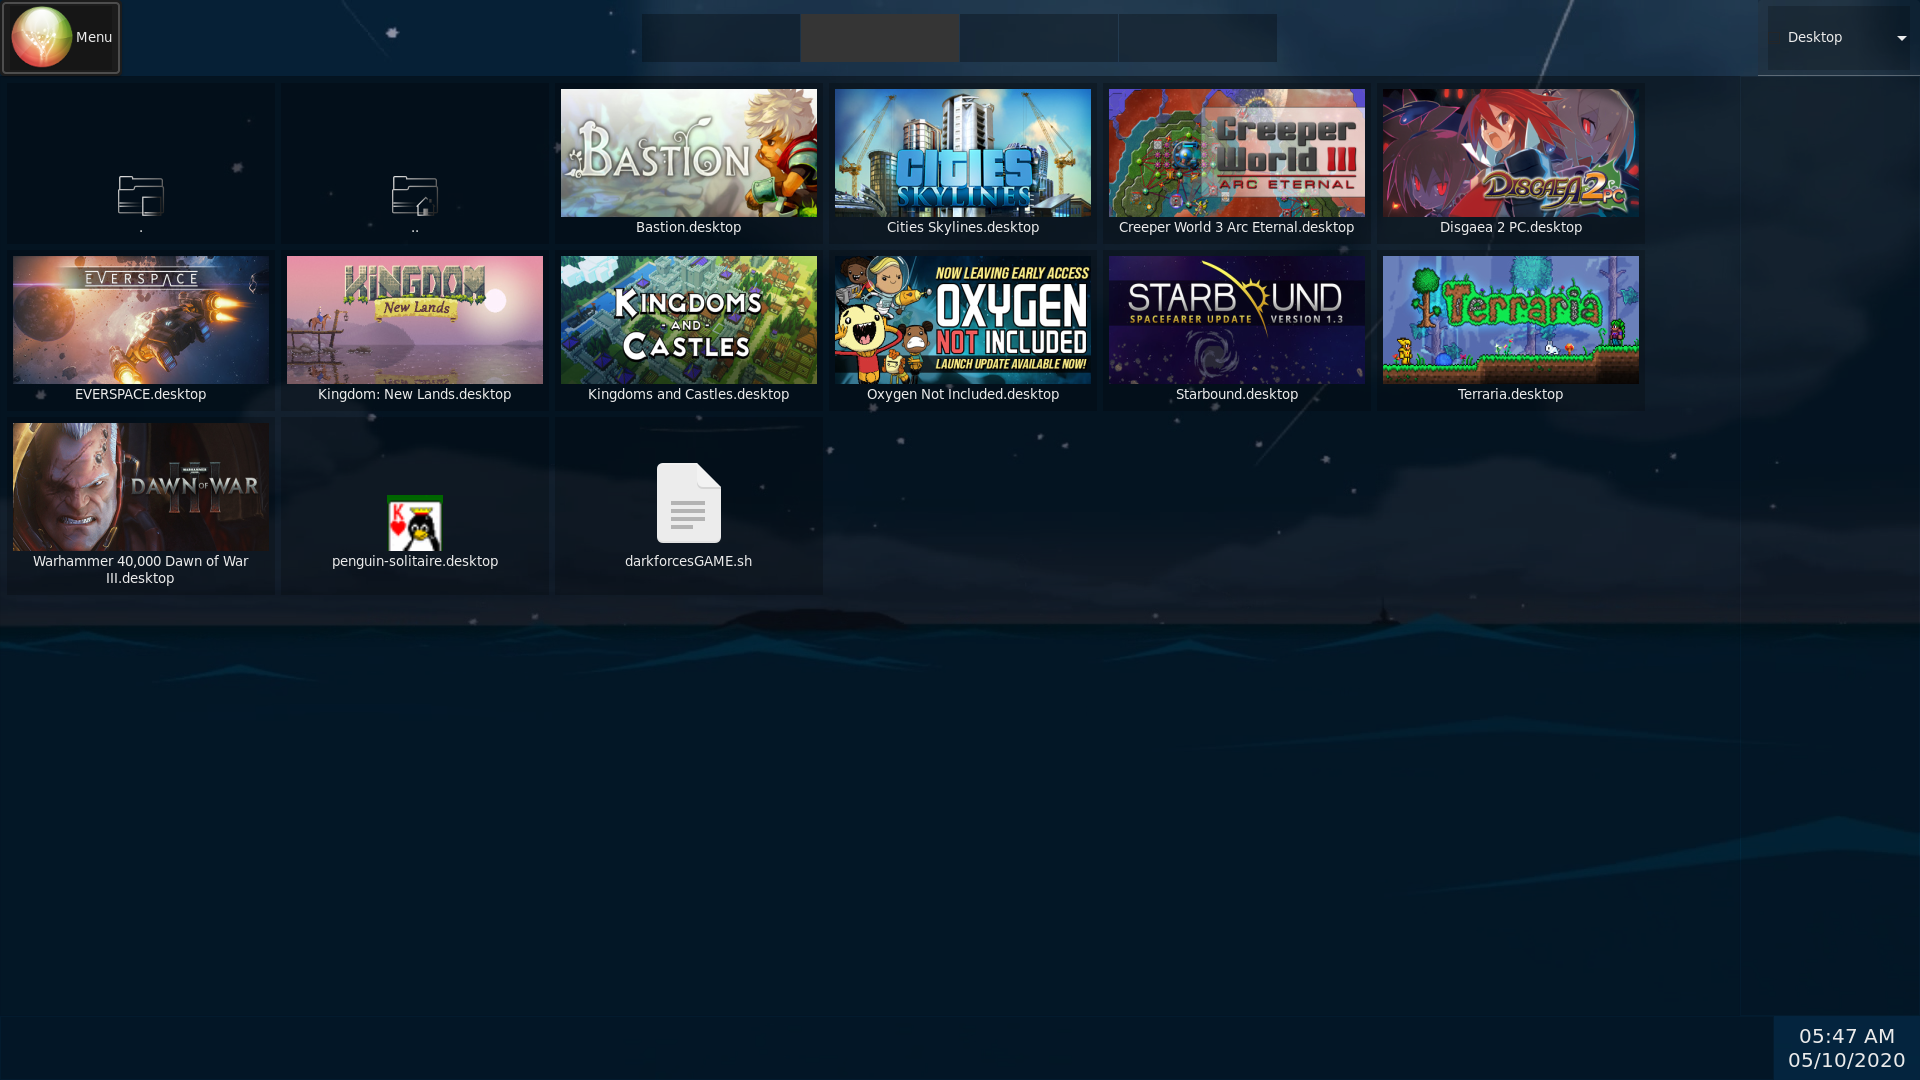 Menu
Desktop
.
..
BASTION
Bastion.desktop
CITIES
SKYLINES
Cities Skylines.desktop
Creeper
World III
ARC ETERNAL
Creeper World 3 Arc Eternal.desktop
DISGAEA 2 PC
Disgaea 2 PC.desktop
EVERSPACE
EVERSPACE.desktop
KINGDOM
New Lands
Kingdom: New Lands.desktop
KINGDOMS
- AND -
CASTLES
Kingdoms and Castles.desktop
NOW LEAVING EARLY ACCESS
OXYGEN
NOT INCLUDED
LAUNCH UPDATE AVAILABLE NOW!
Oxygen Not Included.desktop
STARBOUND
SPACEFARER UPDATE VERSION 1.3
Starbound.desktop
Terraria
Terraria.desktop
WARHAMMER
III
DAWN OF WAR
Warhammer 40,000 Dawn of War
III.desktop
K
penguin-solitaire.desktop
darkforcesGAME.sh
05:47 AM
05/10/2020